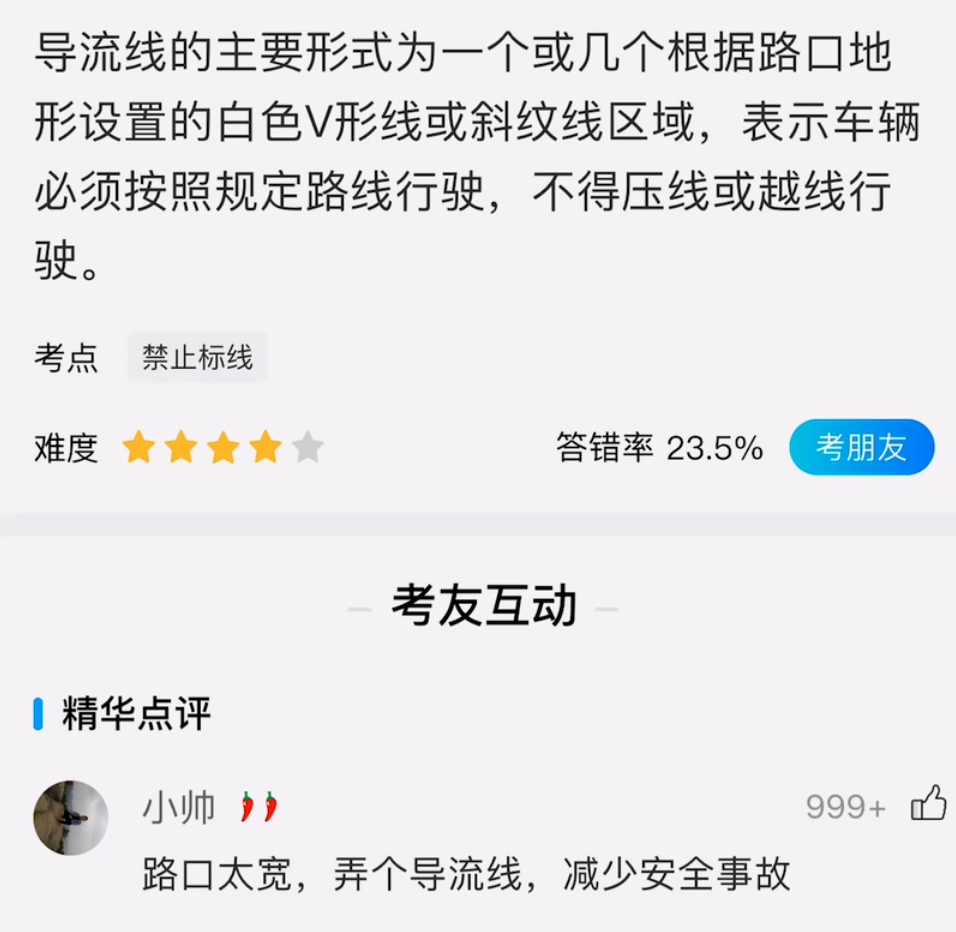 导流线的主要形式为一个或几个根据路口地
形设置的白色V形线或斜纹线区域，表示车辆
必须按照规定路线行驶，不得压线或越线行
驶。
考点 禁止标线
难度 答错率 23.5% 考朋友
考友互动
精华点评
小帅 999+
路口太宽，弄个导流线，减少安全事故